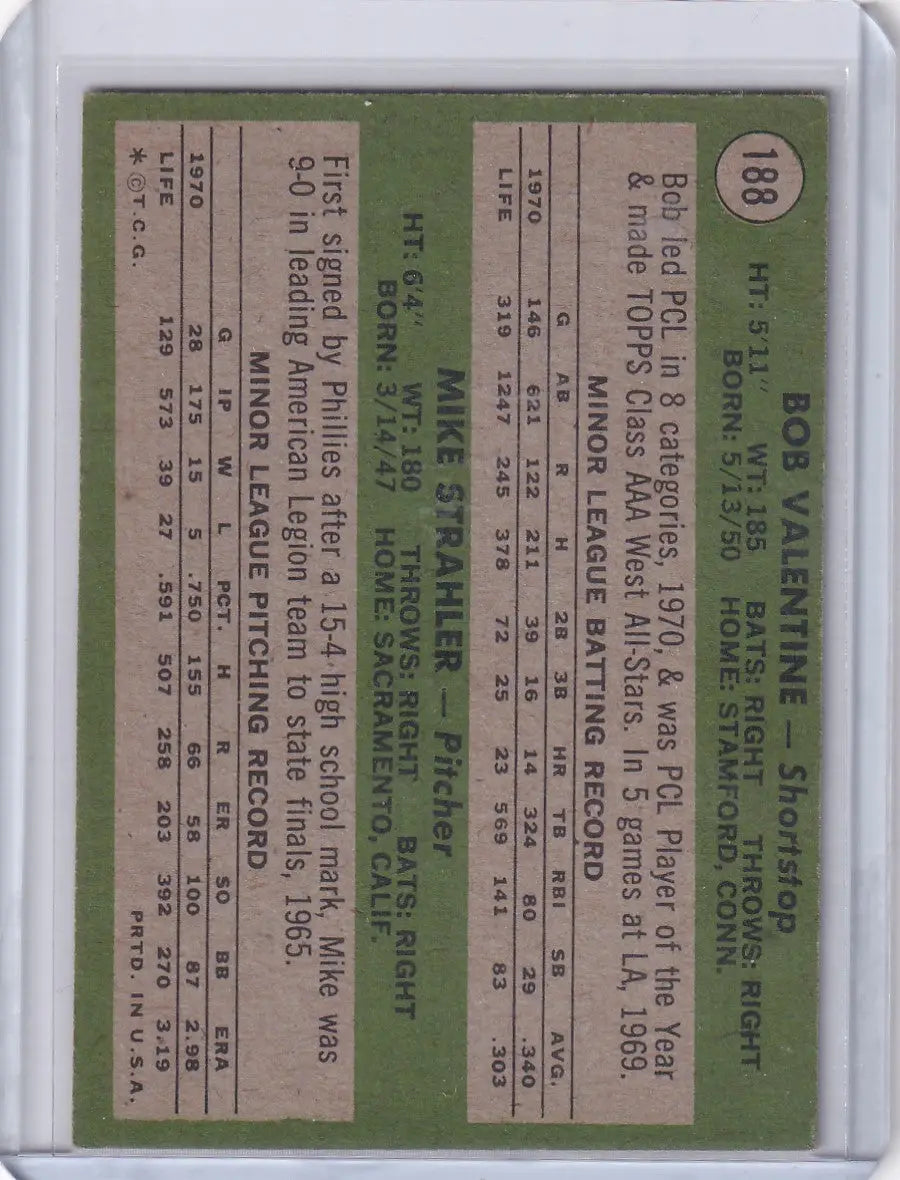 188
BOB VALENTINE — Shortstop
HT: 5'11" WT: 185 BATS: RIGHT THROWS: RIGHT
BORN: 5/13/50 HOME: STAMFORD, CONN.
Bob led PCL in 8 categories, 1970, & was PCL Player of the Year
& made TOPPS Class AAA West All-Stars. In 5 games at LA, 1969.
MINOR LEAGUE BATTING RECORD
G AB R H 2B 3B HR TB RBI SB AVG.
1970 146 621 122 211 39 16 14 324 80 29 .340
LIFE 319 1247 245 378 72 25 23 569 141 83 .303
MIKE STRAHLER — Pitcher
HT: 6'4" WT: 180 THROWS: RIGHT BATS: RIGHT
BORN: 3/14/47 HOME: SACRAMENTO, CALIF.
First signed by Phillies after a 15-4 high school mark, Mike was
9-0 in leading American Legion team to state finals, 1965.
MINOR LEAGUE PITCHING RECORD
G IP W L PCT. H R ER SO BB ERA
1970 28 175 15 5 .750 155 66 58 100 87 2.98
LIFE 129 573 39 27 .591 507 258 203 392 270 3.19
*©T.C.G. PRTD. IN U.S.A.